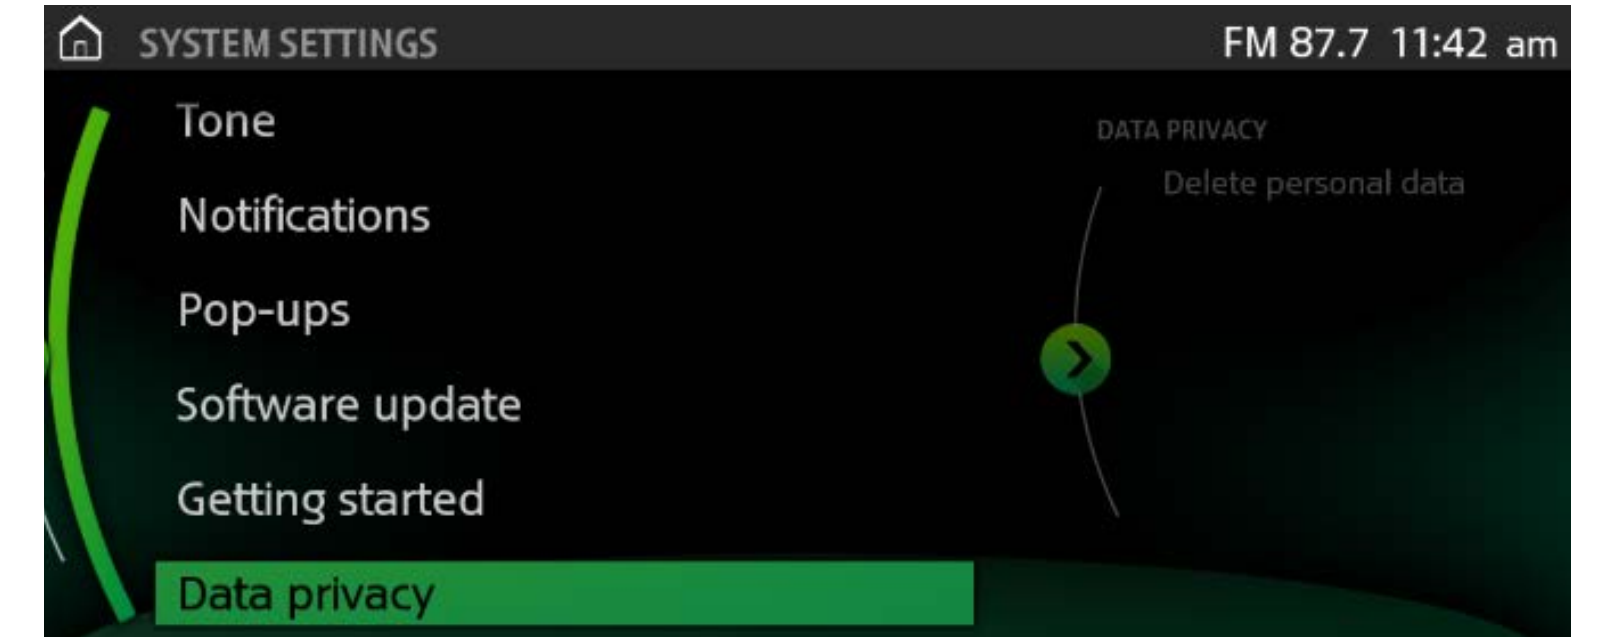 SYSTEM SETTINGS
FM 87.7 11:42 am
Tone
Notifications
Pop-ups
Software update
Getting started
Data privacy
DATA PRIVACY
Delete personal data